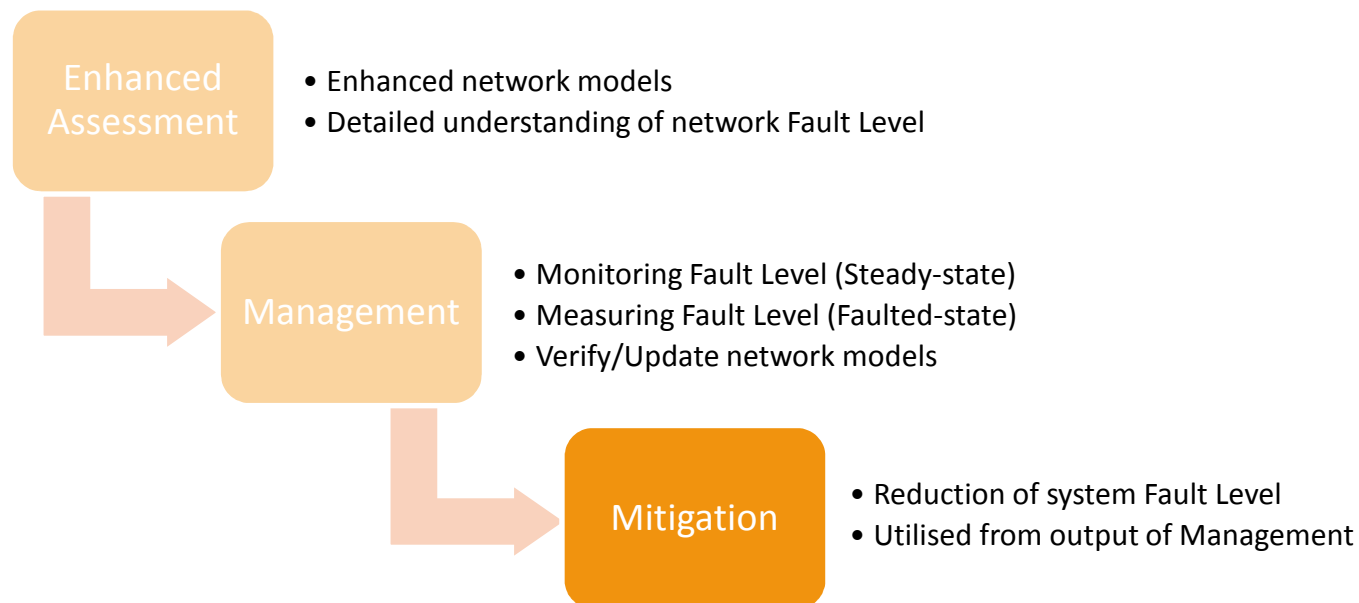 Enhanced
Assessment
• Enhanced network models
• Detailed understanding of network Fault Level
Management
• Monitoring Fault Level (Steady-state)
• Measuring Fault Level (Faulted-state)
• Verify/Update network models
Mitigation
• Reduction of system Fault Level
• Utilised from output of Management